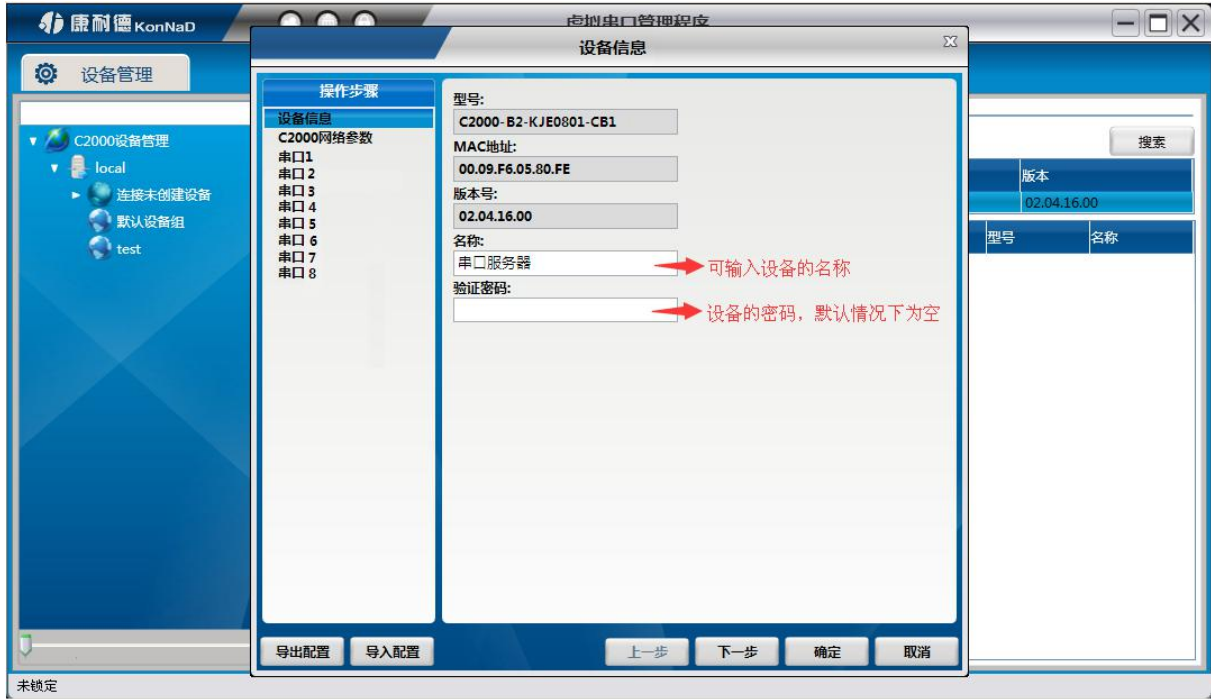 康耐德 KonNaD
虚拟串口管理程序
设备管理
C2000设备管理
local
连接未创建设备
默认设备组
test
设备信息
操作步骤
设备信息
C2000网络参数
串口1
串口 2
串口 3
串口 4
串口 5
串口 6
串口 7
串口 8
型号:
C2000-B2-KJE0801-CB1
MAC地址:
00.09.F6.05.80.FE
版本号:
02.04.16.00
名称:
串口服务器
可输入设备的名称
验证密码:
设备的密码，默认情况下为空
导出配置
导入配置
上一步
下一步
确定
取消
搜索
版本
02.04.16.00
型号
名称
未锁定